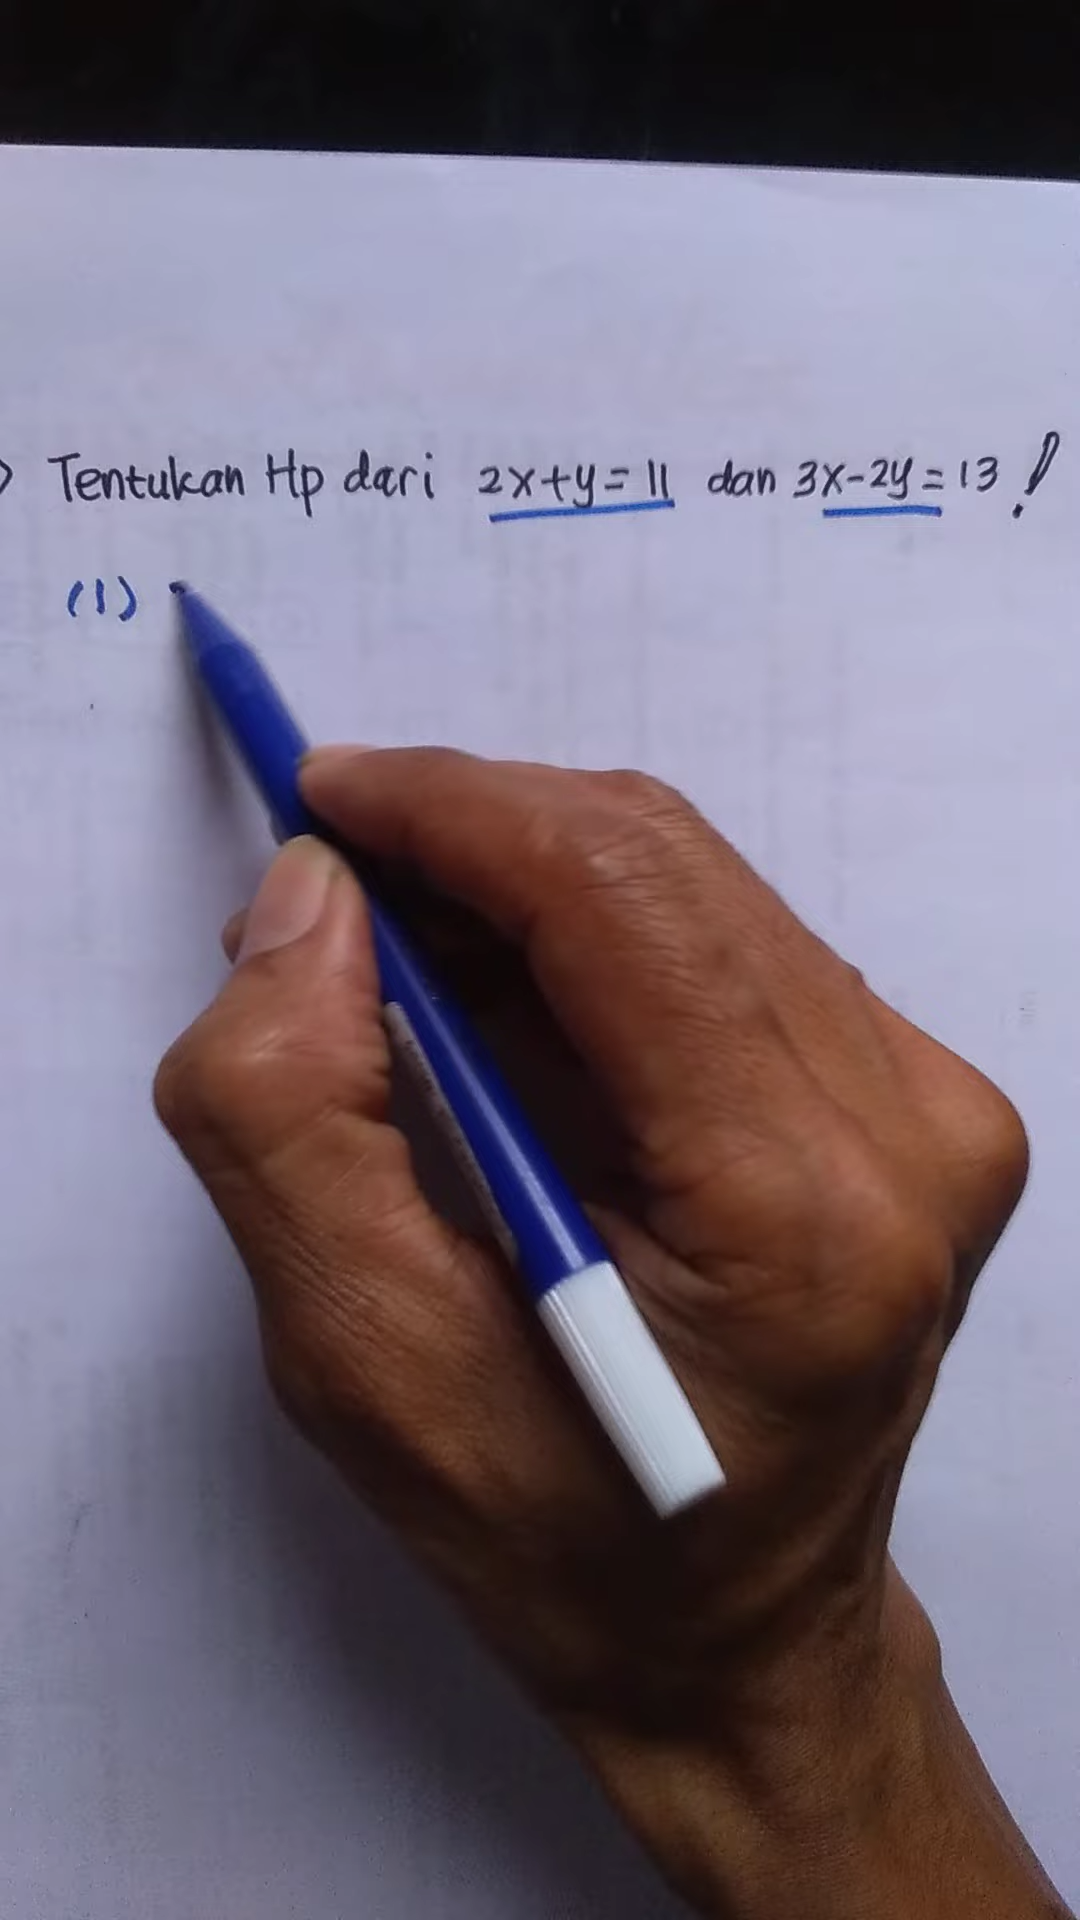 Tentukan Hp dari 2x+y=11 dan 3x-2y=13 !
(1)